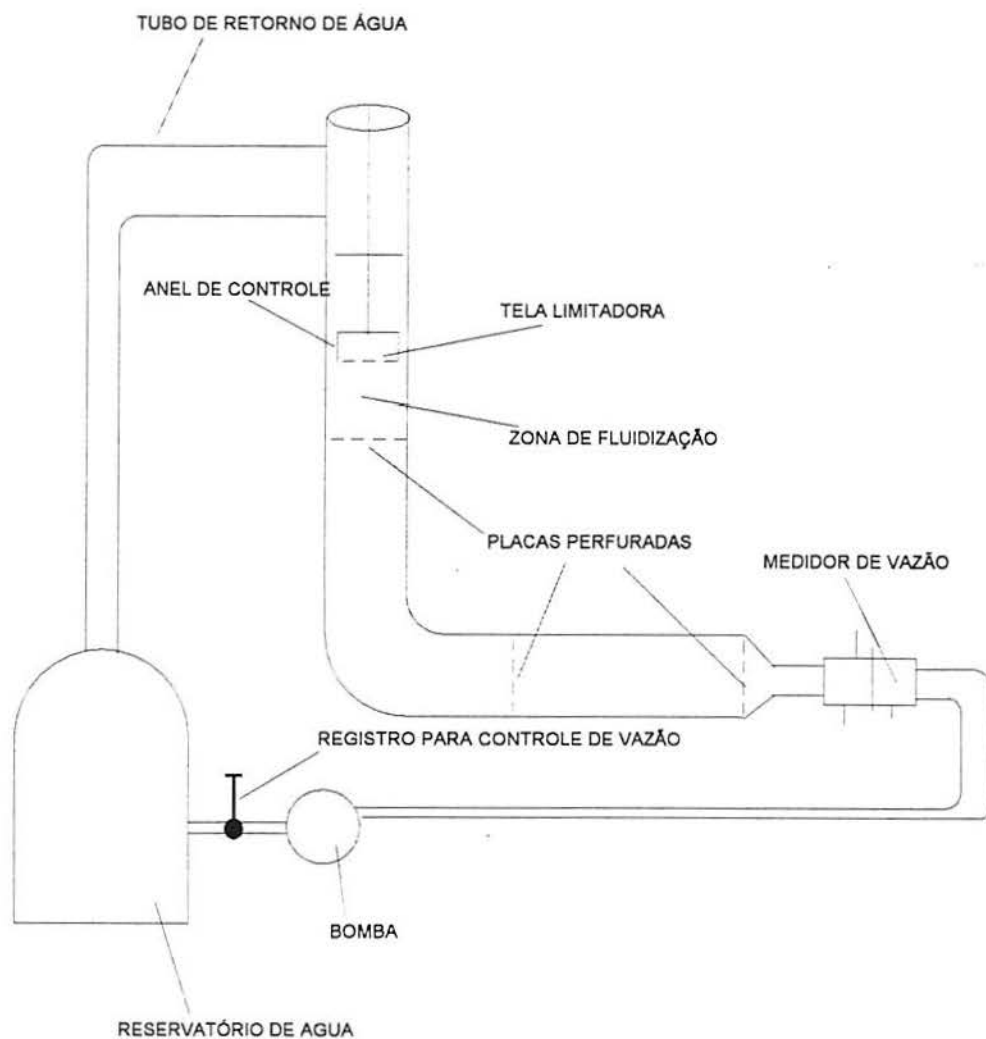 TUBO DE RETORNO DE ÁGUA
ANEL DE CONTROLE
TELA LIMITADORA
ZONA DE FLUIDIZAÇÃO
PLACAS PERFURADAS
MEDIDOR DE VAZÃO
REGISTRO PARA CONTROLE DE VAZÃO
BOMBA
RESERVATÓRIO DE AGUA